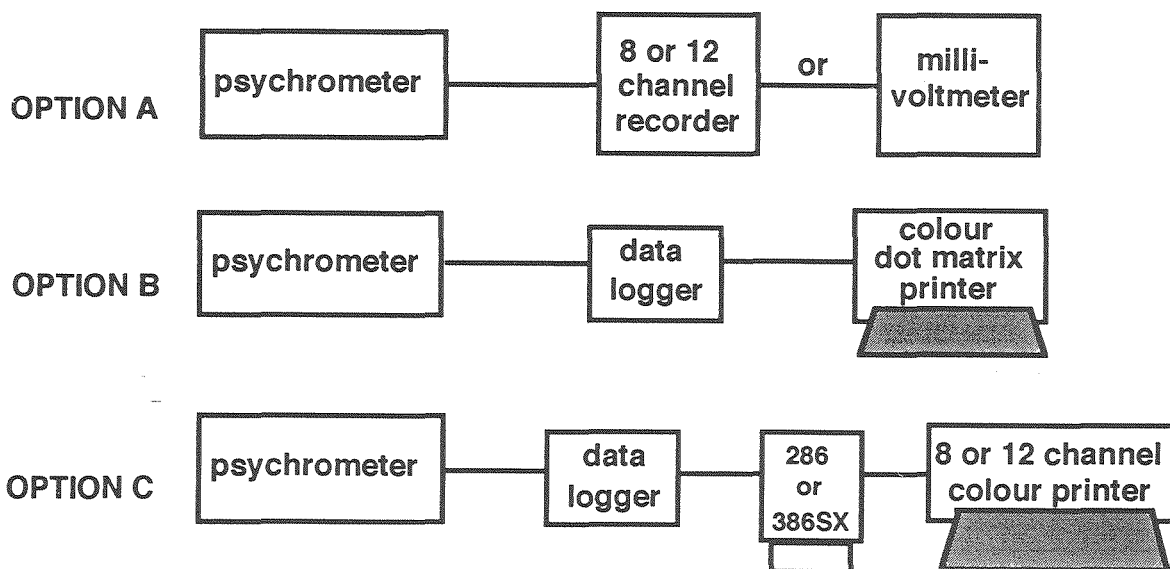 OPTION A
psychrometer
8 or 12
channel
recorder
or
milli-
voltmeter
OPTION B
psychrometer
data
logger
colour
dot matrix
printer
OPTION C
psychrometer
data
logger
286
or
386SX
8 or 12 channel
colour printer